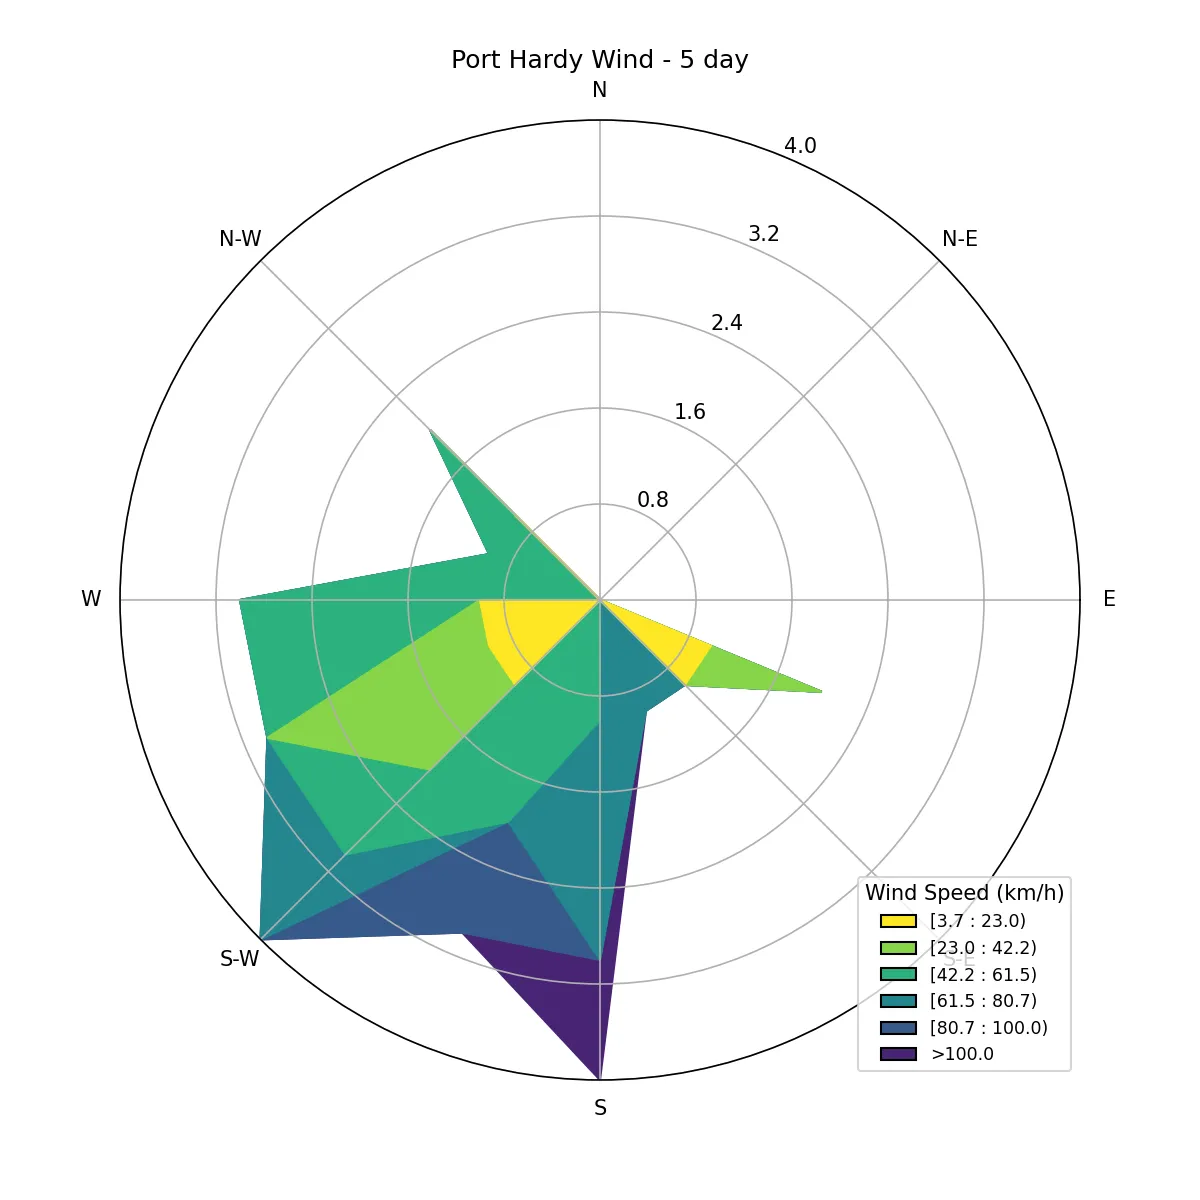 Port Hardy Wind - 5 day
N
4.0
N-W
N-E
3.2
2.4
1.6
0.8
W
E
S-W
S-E
S
Wind Speed (km/h)
[3.7 : 23.0)
[23.0 : 42.2)
[42.2 : 61.5)
[61.5 : 80.7)
[80.7 : 100.0)
>100.0